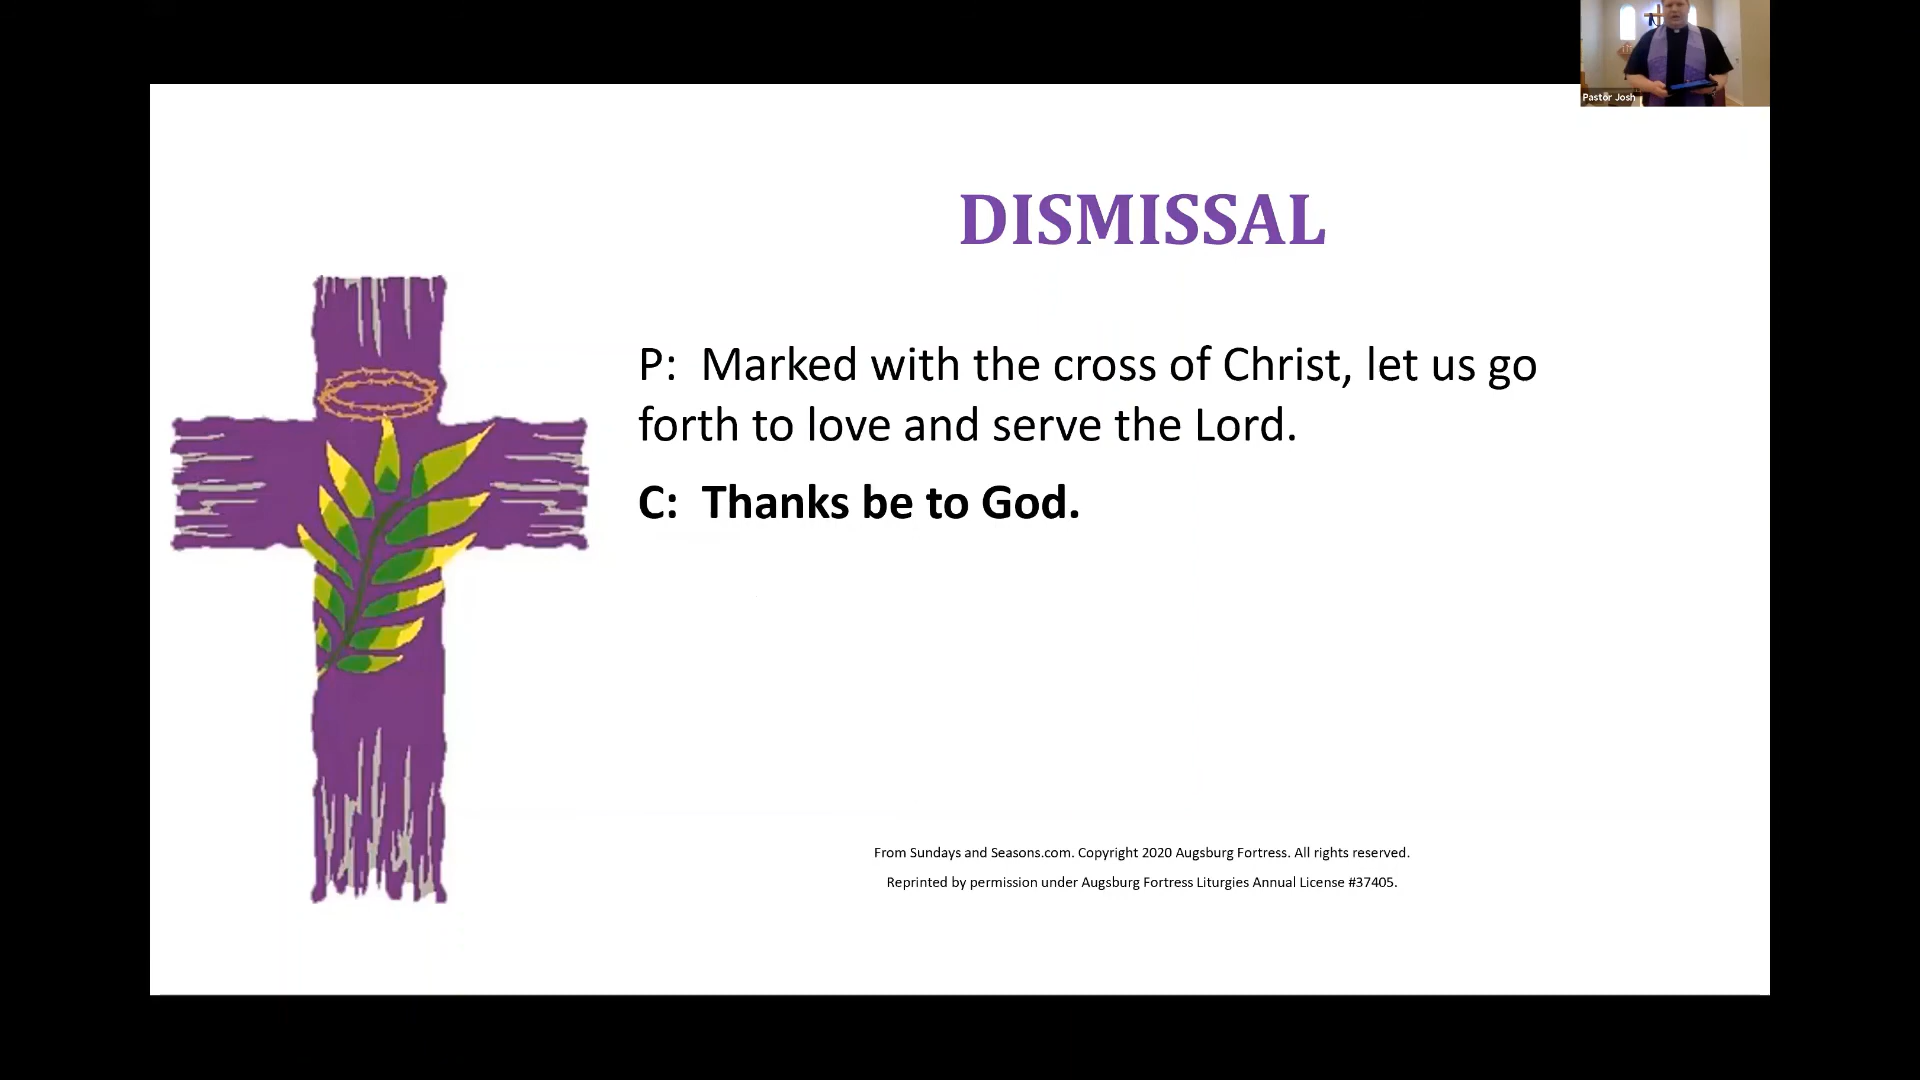 Pastor Josh
DISMISSAL
P:  Marked with the cross of Christ, let us go
forth to love and serve the Lord.
C:  Thanks be to God.
From Sundays and Seasons.com. Copyright 2020 Augsburg Fortress. All rights reserved.
Reprinted by permission under Augsburg Fortress Liturgies Annual License #37405.